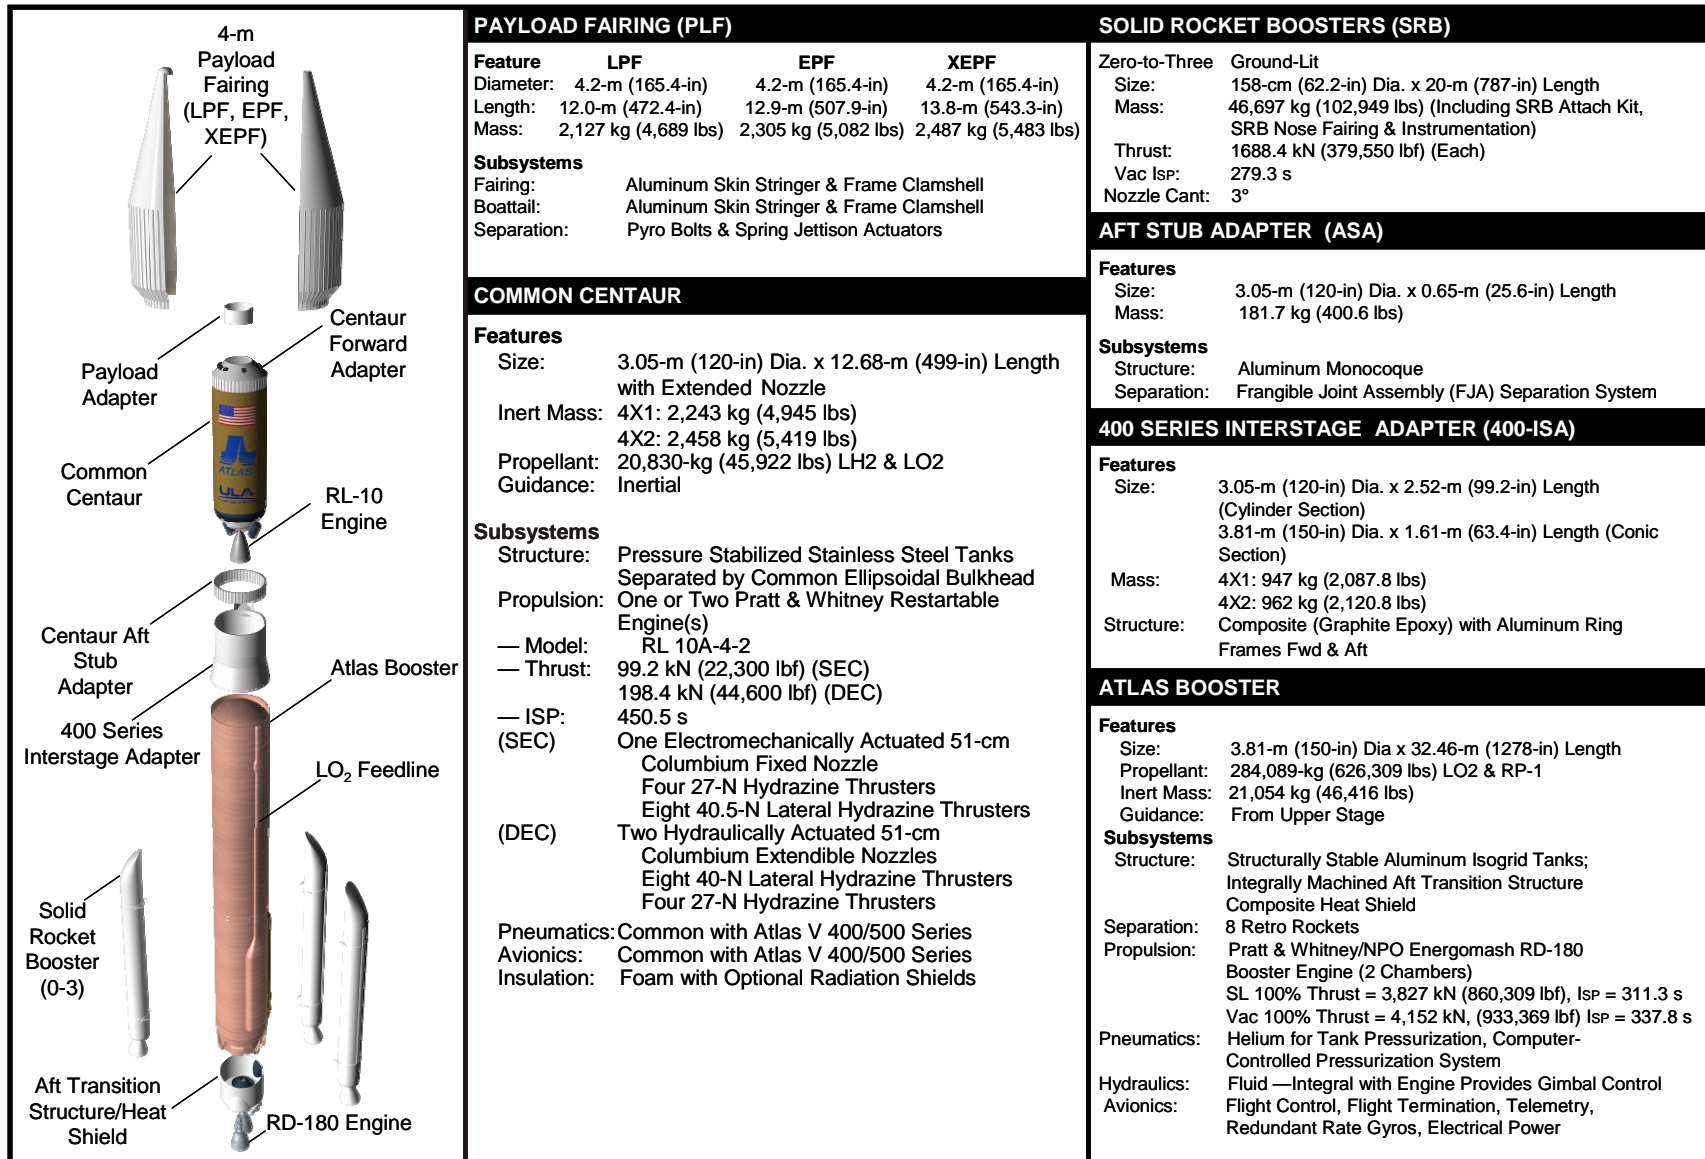 4-m
Payload
Fairing
(LPF, EPF,
XEPF)
Payload
Adapter
Centaur
Forward
Adapter
ATLAS
ULA
Common
Centaur
RL-10
Engine
Centaur Aft
Stub
Adapter
Atlas Booster
400 Series
Interstage Adapter
LO2 Feedline
Solid
Rocket
Booster
(0-3)
Aft Transition
Structure/Heat
Shield
RD-180 Engine
PAYLOAD FAIRING (PLF)
Feature LPF EPF XEPF
Diameter: 4.2-m (165.4-in) 4.2-m (165.4-in) 4.2-m (165.4-in)
Length: 12.0-m (472.4-in) 12.9-m (507.9-in) 13.8-m (543.3-in)
Mass: 2,127 kg (4,689 lbs) 2,305 kg (5,082 lbs) 2,487 kg (5,483 lbs)
Subsystems
Fairing: Aluminum Skin Stringer & Frame Clamshell
Boattail: Aluminum Skin Stringer & Frame Clamshell
Separation: Pyro Bolts & Spring Jettison Actuators
COMMON CENTAUR
Features
Size: 3.05-m (120-in) Dia. x 12.68-m (499-in) Length
with Extended Nozzle
Inert Mass: 4X1: 2,243 kg (4,945 lbs)
4X2: 2,458 kg (5,419 lbs)
Propellant: 20,830-kg (45,922 lbs) LH2 & LO2
Guidance: Inertial
Subsystems
Structure: Pressure Stabilized Stainless Steel Tanks
Separated by Common Ellipsoidal Bulkhead
Propulsion: One or Two Pratt & Whitney Restartable
Engine(s)
— Model: RL 10A-4-2
— Thrust: 99.2 kN (22,300 lbf) (SEC)
198.4 kN (44,600 lbf) (DEC)
— ISP: 450.5 s
(SEC) One Electromechanically Actuated 51-cm
Columbium Fixed Nozzle
Four 27-N Hydrazine Thrusters
Eight 40.5-N Lateral Hydrazine Thrusters
(DEC) Two Hydraulically Actuated 51-cm
Columbium Extendible Nozzles
Eight 40-N Lateral Hydrazine Thrusters
Four 27-N Hydrazine Thrusters
Pneumatics: Common with Atlas V 400/500 Series
Avionics: Common with Atlas V 400/500 Series
Insulation: Foam with Optional Radiation Shields
SOLID ROCKET BOOSTERS (SRB)
Zero-to-Three Ground-Lit
Size: 158-cm (62.2-in) Dia. x 20-m (787-in) Length
Mass: 46,697 kg (102,949 lbs) (Including SRB Attach Kit,
SRB Nose Fairing & Instrumentation)
Thrust: 1688.4 kN (379,550 lbf) (Each)
Vac ISP: 279.3 s
Nozzle Cant: 3°
AFT STUB ADAPTER (ASA)
Features
Size: 3.05-m (120-in) Dia. x 0.65-m (25.6-in) Length
Mass: 181.7 kg (400.6 lbs)
Subsystems
Structure: Aluminum Monocoque
Separation: Frangible Joint Assembly (FJA) Separation System
400 SERIES INTERSTAGE ADAPTER (400-ISA)
Features
Size: 3.05-m (120-in) Dia. x 2.52-m (99.2-in) Length
(Cylinder Section)
3.81-m (150-in) Dia. x 1.61-m (63.4-in) Length (Conic
Section)
Mass: 4X1: 947 kg (2,087.8 lbs)
4X2: 962 kg (2,120.8 lbs)
Structure: Composite (Graphite Epoxy) with Aluminum Ring
Frames Fwd & Aft
ATLAS BOOSTER
Features
Size: 3.81-m (150-in) Dia x 32.46-m (1278-in) Length
Propellant: 284,089-kg (626,309 lbs) LO2 & RP-1
Inert Mass: 21,054 kg (46,416 lbs)
Guidance: From Upper Stage
Subsystems
Structure: Structurally Stable Aluminum Isogrid Tanks;
Integrally Machined Aft Transition Structure
Composite Heat Shield
Separation: 8 Retro Rockets
Propulsion: Pratt & Whitney/NPO Energomash RD-180
Booster Engine (2 Chambers)
SL 100% Thrust = 3,827 kN (860,309 lbf), ISP = 311.3 s
Vac 100% Thrust = 4,152 kN, (933,369 lbf) ISP = 337.8 s
Pneumatics: Helium for Tank Pressurization, Computer-
Controlled Pressurization System
Hydraulics: Fluid —Integral with Engine Provides Gimbal Control
Avionics: Flight Control, Flight Termination, Telemetry,
Redundant Rate Gyros, Electrical Power